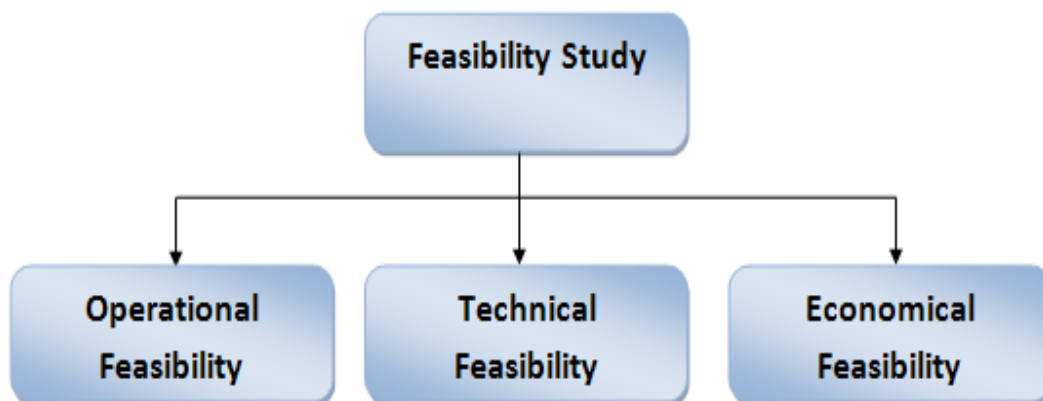 Feasibility Study
Operational
Feasibility
Technical
Feasibility
Economical
Feasibility